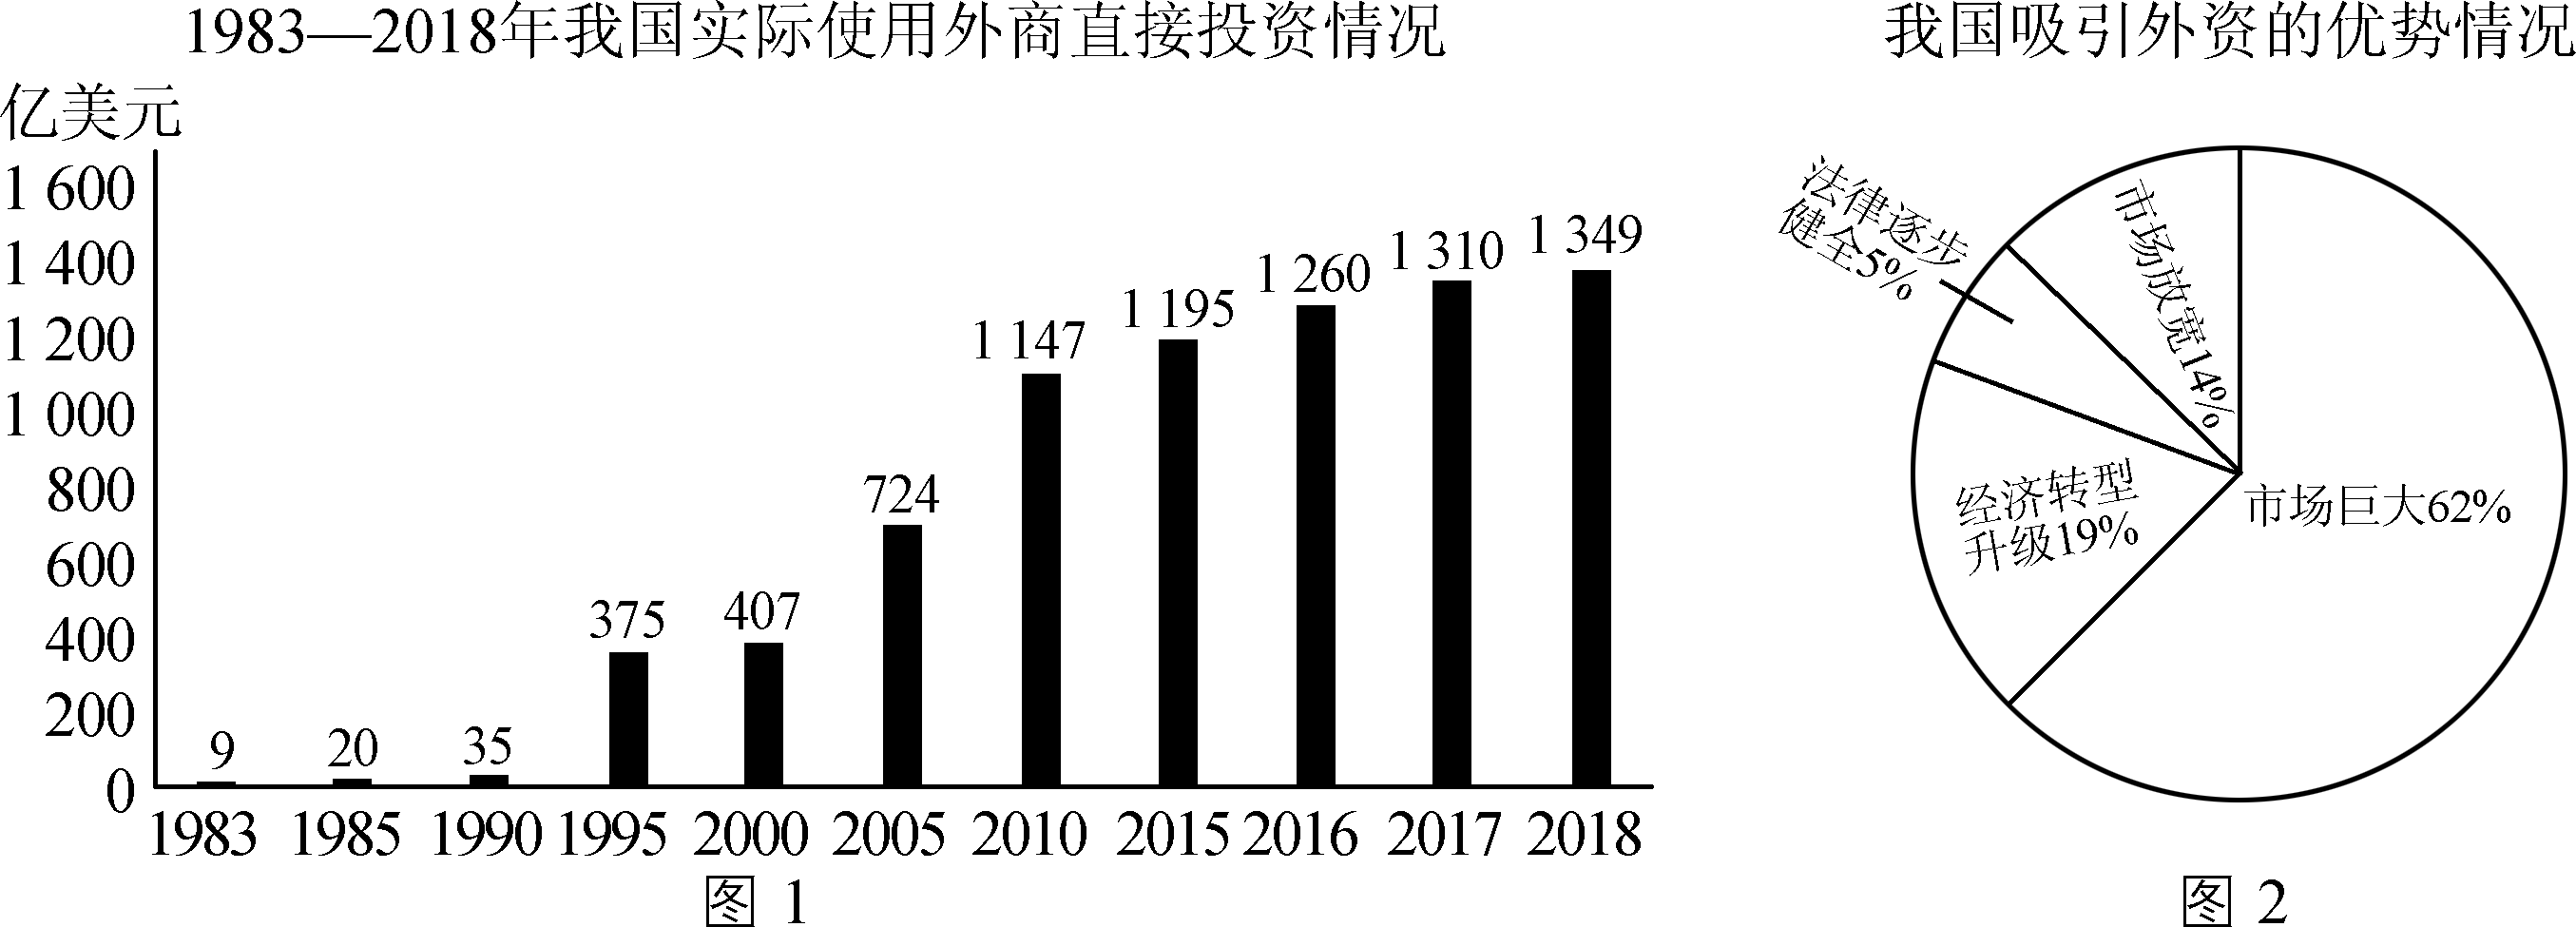 1983—2018年我国实际使用外商直接投资情况
亿美元
1 600
1 400
1 200
1 000
800
600
400
200
0
9
20
35
375
407
724
1 147
1 195
1 260
1 310
1 349
1983 1985 1990 1995 2000 2005 2010 2015 2016 2017 2018
图 1
我国吸引外资的优势情况
法律逐步
健全5%
市场放宽14%
经济转型
升级19%
市场巨大62%
图 2